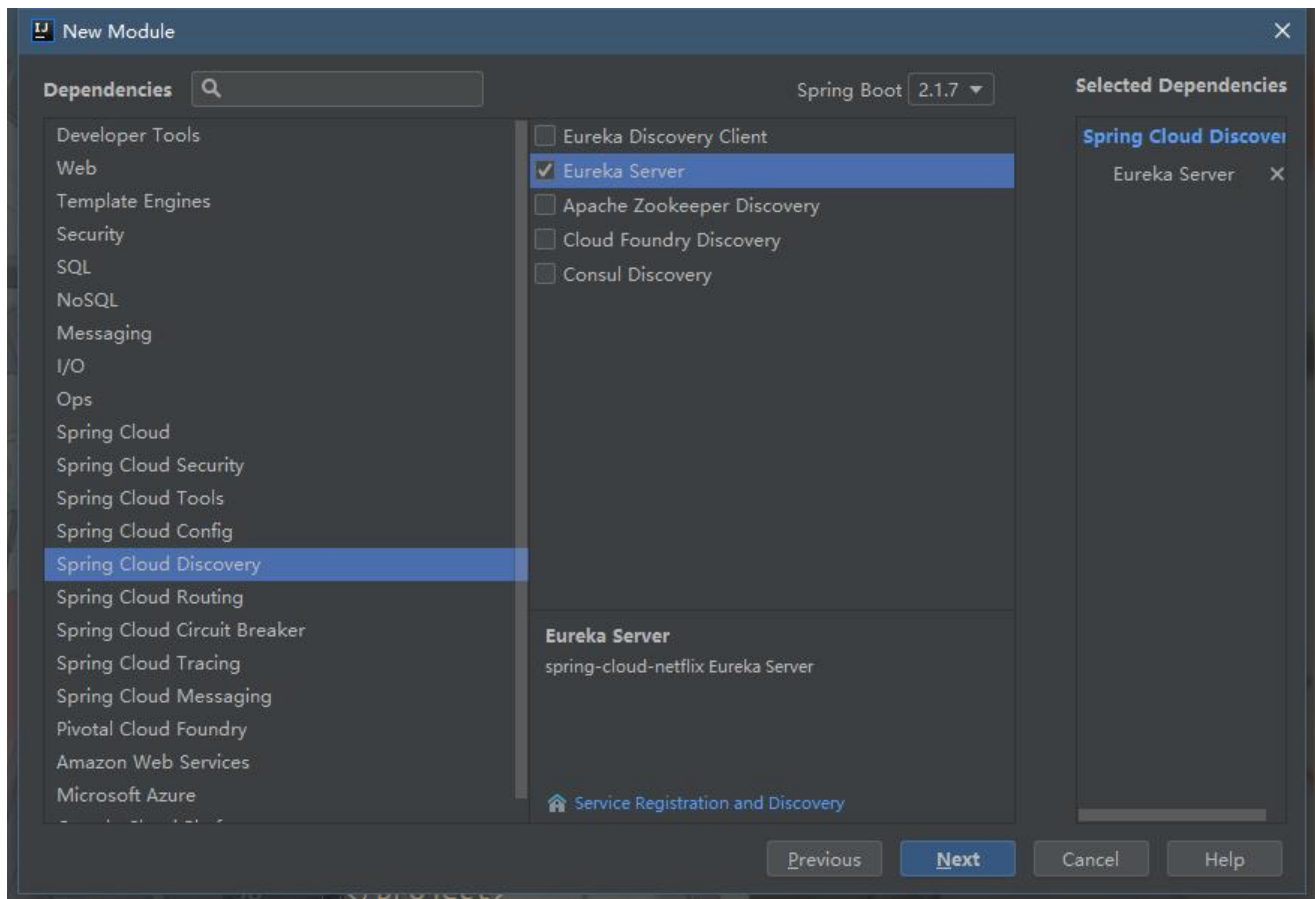 New Module
Dependencies
Spring Boot 2.1.7
Selected Dependencies
Developer Tools
Web
Template Engines
Security
SQL
NoSQL
Messaging
I/O
Ops
Spring Cloud
Spring Cloud Security
Spring Cloud Tools
Spring Cloud Config
Spring Cloud Discovery
Spring Cloud Routing
Spring Cloud Circuit Breaker
Spring Cloud Tracing
Spring Cloud Messaging
Pivotal Cloud Foundry
Amazon Web Services
Microsoft Azure
Eureka Discovery Client
Eureka Server
Apache Zookeeper Discovery
Cloud Foundry Discovery
Consul Discovery
Eureka Server
spring-cloud-netflix Eureka Server
Service Registration and Discovery
Spring Cloud Discover
Eureka Server
Previous
Next
Cancel
Help